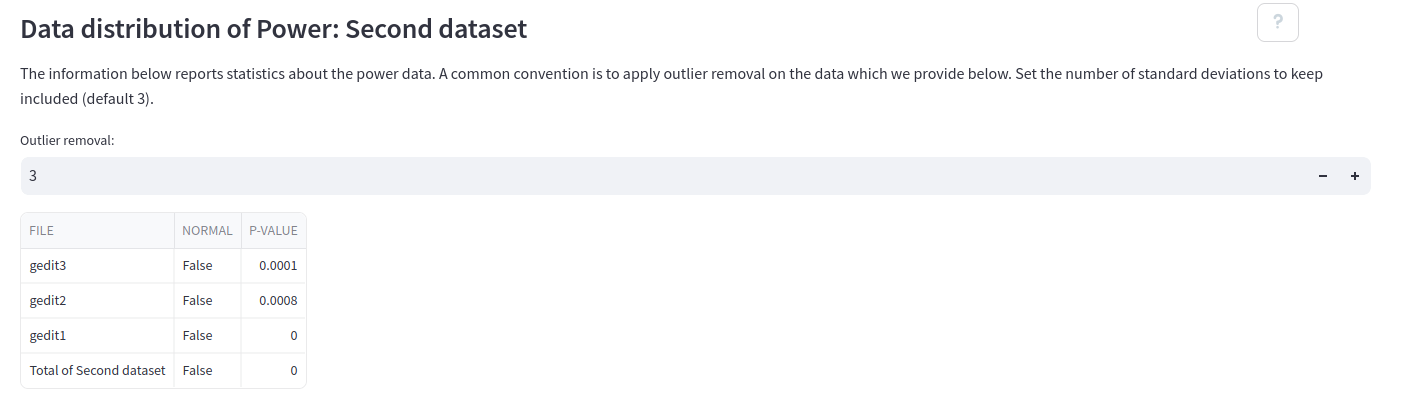 Data distribution of Power: Second dataset
?
The information below reports statistics about the power data. A common convention is to apply outlier removal on the data which we provide below. Set the number of standard deviations to keep
included (default 3).
Outlier removal:
3 − +
FILE NORMAL P-VALUE
gedit3 False 0.0001
gedit2 False 0.0008
gedit1 False 0
Total of Second dataset False 0